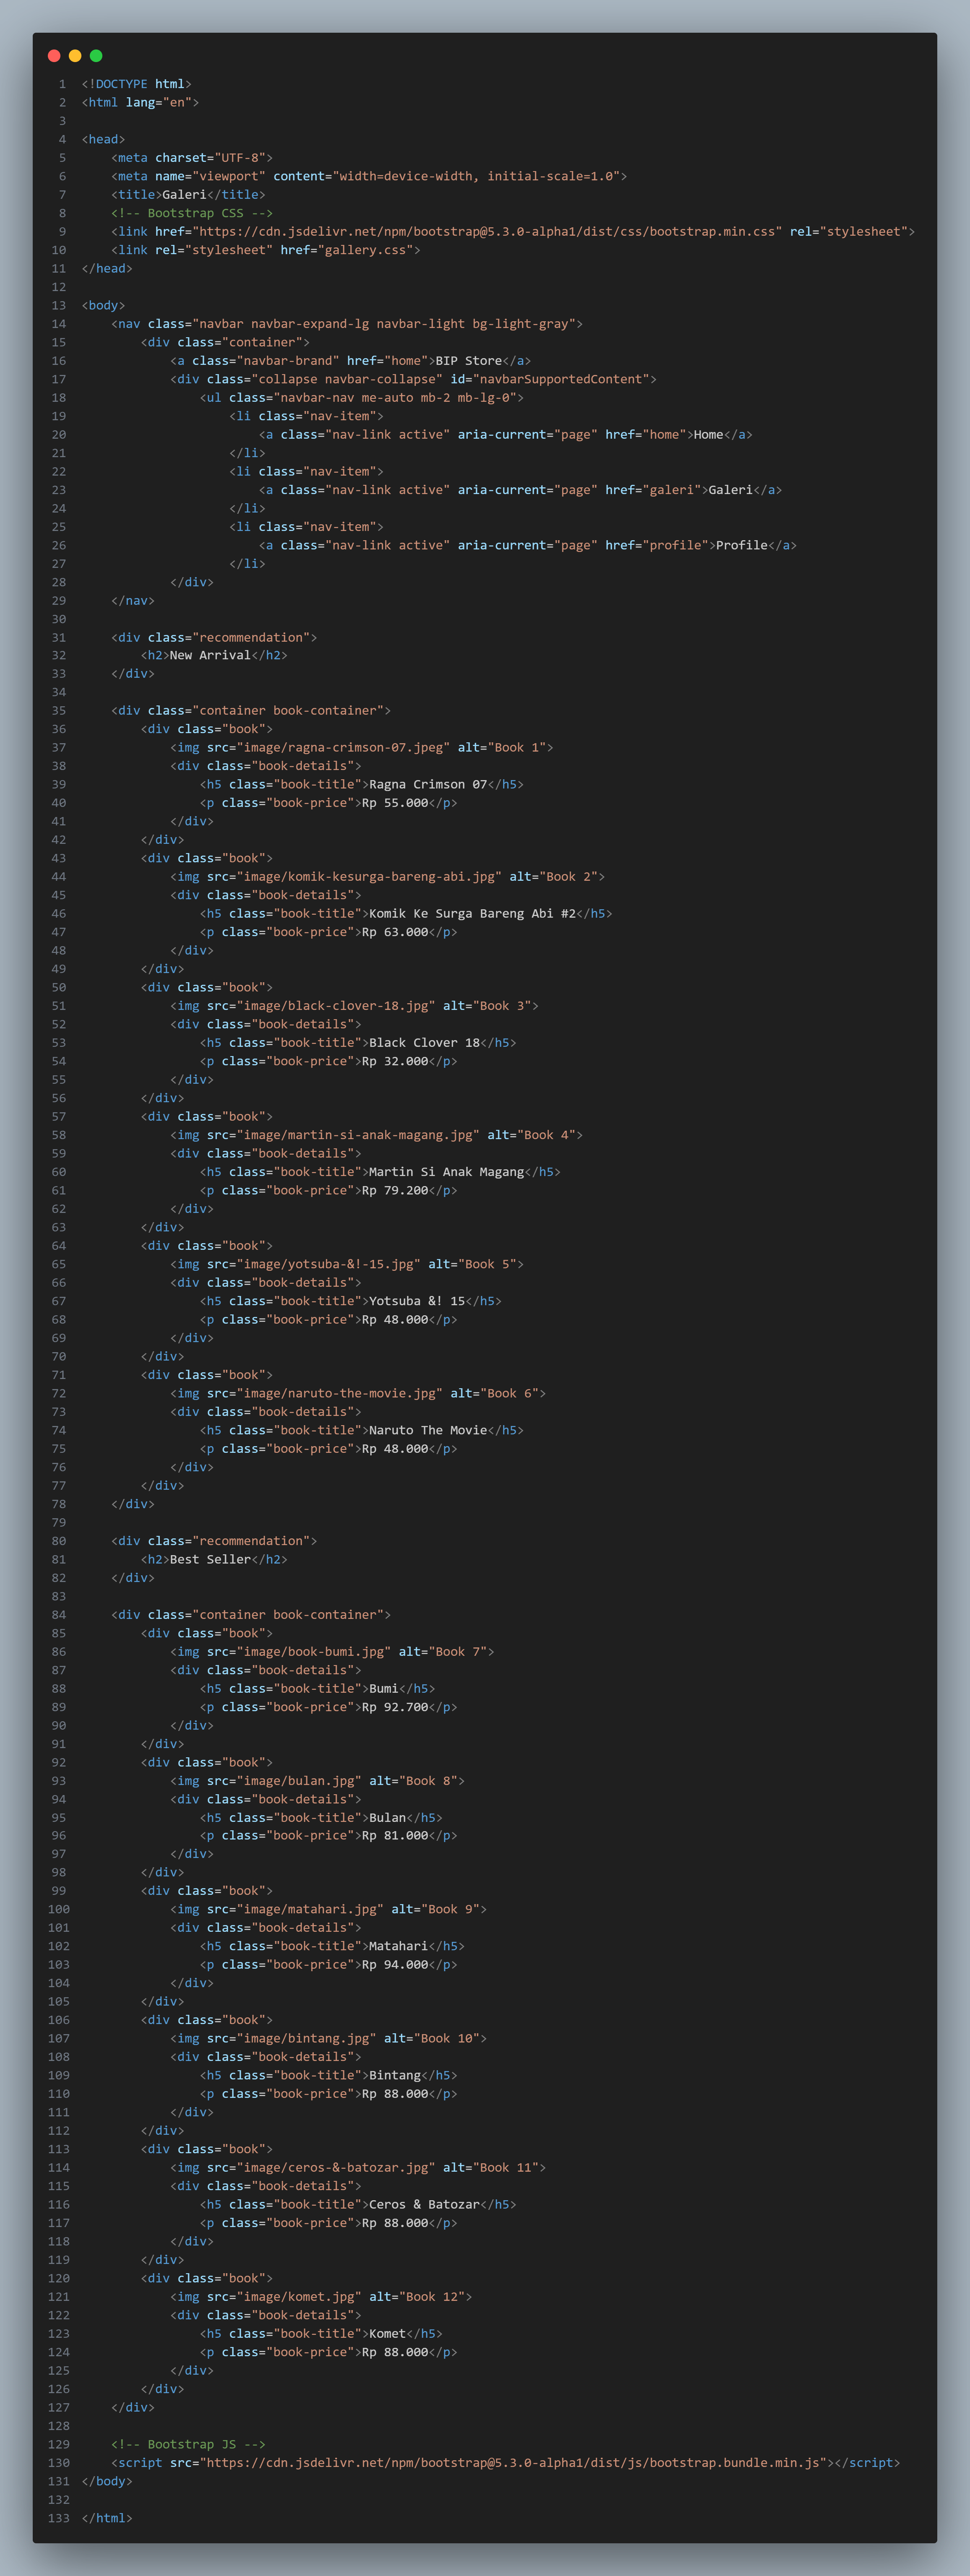 1 <!DOCTYPE html>
2 <html lang="en">
3
4 <head>
5     <meta charset="UTF-8">
6     <meta name="viewport" content="width=device-width, initial-scale=1.0">
7     <title>Galeri</title>
8     <!-- Bootstrap CSS -->
9     <link href="https://cdn.jsdelivr.net/npm/bootstrap@5.3.0-alpha1/dist/css/bootstrap.min.css" rel="stylesheet">
10     <link rel="stylesheet" href="gallery.css">
11 </head>
12
13 <body>
14     <nav class="navbar navbar-expand-lg navbar-light bg-light-gray">
15         <div class="container">
16             <a class="navbar-brand" href="home">BIP Store</a>
17             <div class="collapse navbar-collapse" id="navbarSupportedContent">
18                 <ul class="navbar-nav me-auto mb-2 mb-lg-0">
19                     <li class="nav-item">
20                         <a class="nav-link active" aria-current="page" href="home">Home</a>
21                     </li>
22                     <li class="nav-item">
23                         <a class="nav-link active" aria-current="page" href="galeri">Galeri</a>
24                     </li>
25                     <li class="nav-item">
26                         <a class="nav-link active" aria-current="page" href="profile">Profile</a>
27                     </li>
28             </div>
29     </nav>
30
31     <div class="recommendation">
32         <h2>New Arrival</h2>
33     </div>
34
35     <div class="container book-container">
36         <div class="book">
37             <img src="image/ragna-crimson-07.jpeg" alt="Book 1">
38             <div class="book-details">
39                 <h5 class="book-title">Ragna Crimson 07</h5>
40                 <p class="book-price">Rp 55.000</p>
41             </div>
42         </div>
43         <div class="book">
44             <img src="image/komik-kesurga-bareng-abi.jpg" alt="Book 2">
45             <div class="book-details">
46                 <h5 class="book-title">Komik Ke Surga Bareng Abi #2</h5>
47                 <p class="book-price">Rp 63.000</p>
48             </div>
49         </div>
50         <div class="book">
51             <img src="image/black-clover-18.jpg" alt="Book 3">
52             <div class="book-details">
53                 <h5 class="book-title">Black Clover 18</h5>
54                 <p class="book-price">Rp 32.000</p>
55             </div>
56         </div>
57         <div class="book">
58             <img src="image/martin-si-anak-magang.jpg" alt="Book 4">
59             <div class="book-details">
60                 <h5 class="book-title">Martin Si Anak Magang</h5>
61                 <p class="book-price">Rp 79.200</p>
62             </div>
63         </div>
64         <div class="book">
65             <img src="image/yotsuba-&!-15.jpg" alt="Book 5">
66             <div class="book-details">
67                 <h5 class="book-title">Yotsuba &! 15</h5>
68                 <p class="book-price">Rp 48.000</p>
69             </div>
70         </div>
71         <div class="book">
72             <img src="image/naruto-the-movie.jpg" alt="Book 6">
73             <div class="book-details">
74                 <h5 class="book-title">Naruto The Movie</h5>
75                 <p class="book-price">Rp 48.000</p>
76             </div>
77         </div>
78     </div>
79
80     <div class="recommendation">
81         <h2>Best Seller</h2>
82     </div>
83
84     <div class="container book-container">
85         <div class="book">
86             <img src="image/book-bumi.jpg" alt="Book 7">
87             <div class="book-details">
88                 <h5 class="book-title">Bumi</h5>
89                 <p class="book-price">Rp 92.700</p>
90             </div>
91         </div>
92         <div class="book">
93             <img src="image/bulan.jpg" alt="Book 8">
94             <div class="book-details">
95                 <h5 class="book-title">Bulan</h5>
96                 <p class="book-price">Rp 81.000</p>
97             </div>
98         </div>
99         <div class="book">
100             <img src="image/matahari.jpg" alt="Book 9">
101             <div class="book-details">
102                 <h5 class="book-title">Matahari</h5>
103                 <p class="book-price">Rp 94.000</p>
104             </div>
105         </div>
106         <div class="book">
107             <img src="image/bintang.jpg" alt="Book 10">
108             <div class="book-details">
109                 <h5 class="book-title">Bintang</h5>
110                 <p class="book-price">Rp 88.000</p>
111             </div>
112         </div>
113         <div class="book">
114             <img src="image/ceros-&-batozar.jpg" alt="Book 11">
115             <div class="book-details">
116                 <h5 class="book-title">Ceros & Batozar</h5>
117                 <p class="book-price">Rp 88.000</p>
118             </div>
119         </div>
120         <div class="book">
121             <img src="image/komet.jpg" alt="Book 12">
122             <div class="book-details">
123                 <h5 class="book-title">Komet</h5>
124                 <p class="book-price">Rp 88.000</p>
125             </div>
126         </div>
127     </div>
128
129     <!-- Bootstrap JS -->
130     <script src="https://cdn.jsdelivr.net/npm/bootstrap@5.3.0-alpha1/dist/js/bootstrap.bundle.min.js"></script>
131 </body>
132
133 </html>